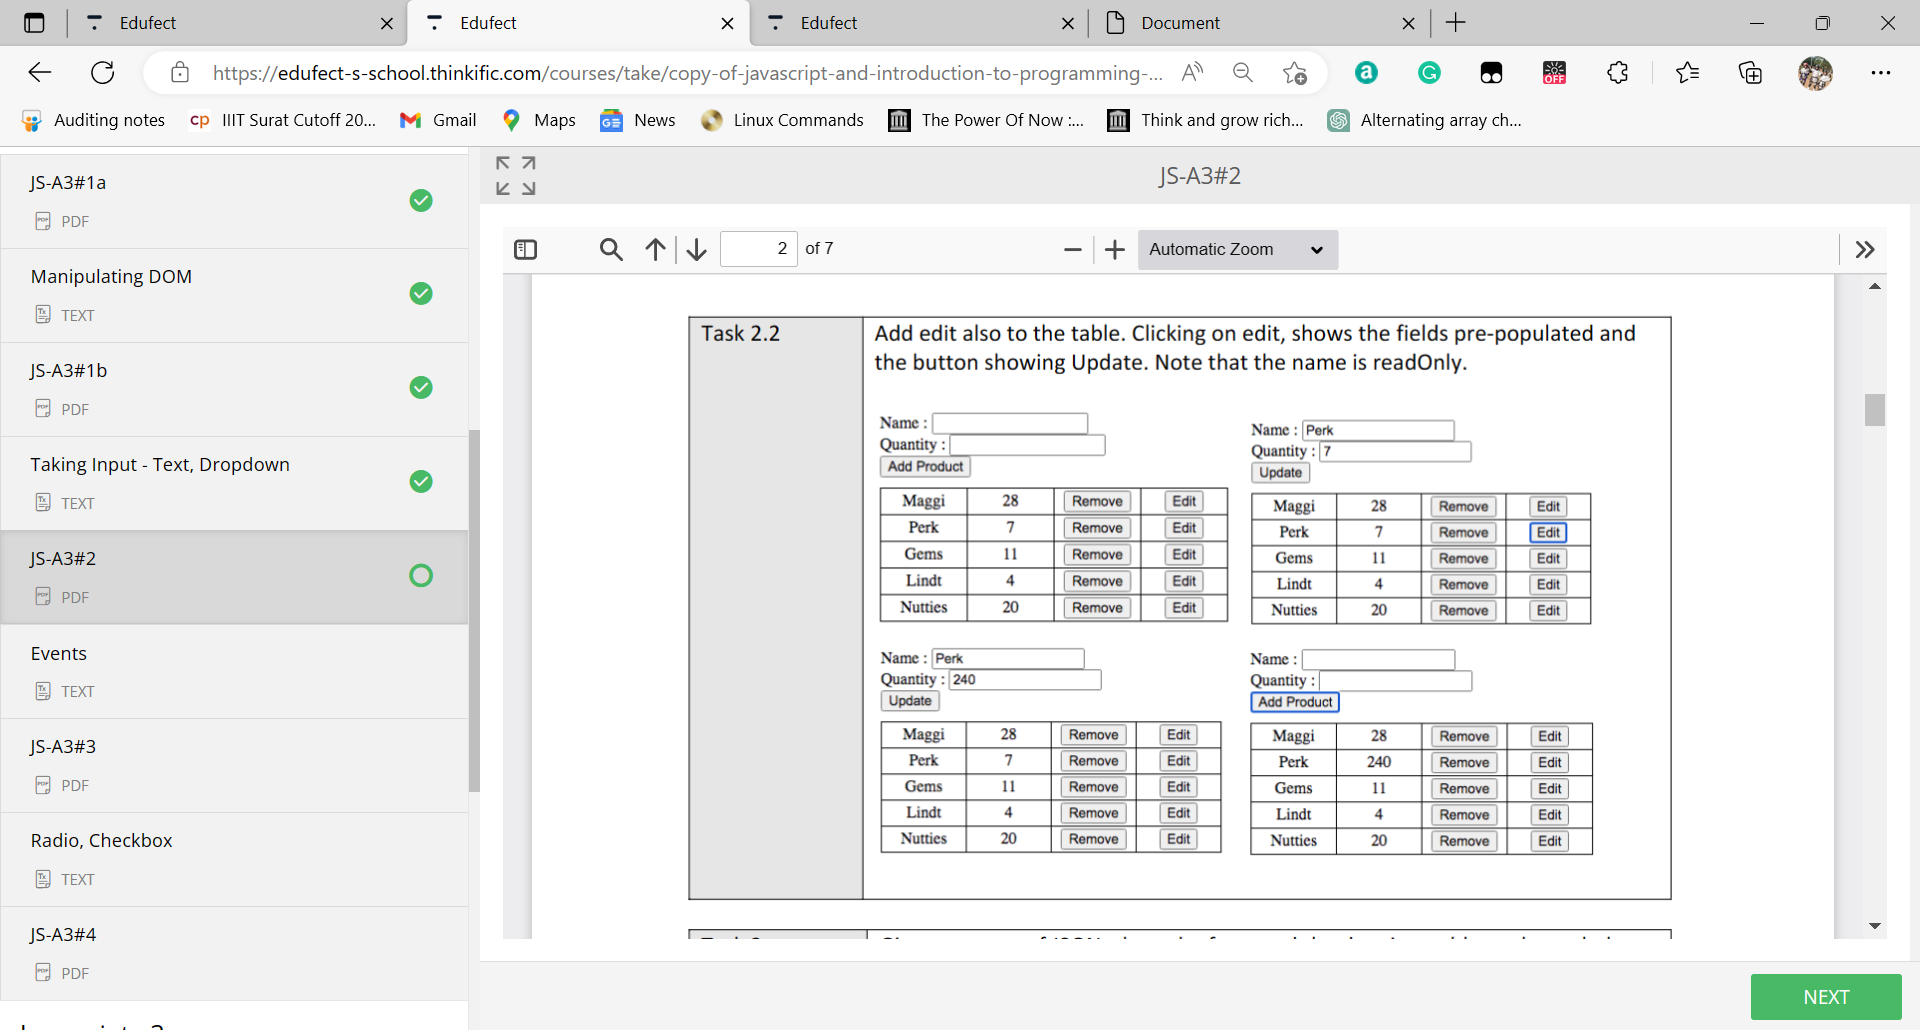 Edufect
Edufect
Edufect
Document
https://edufect-s-school.thinkific.com/courses/take/copy-of-javascript-and-introduction-to-programming-...
Auditing notes
IIIT Surat Cutoff 20...
Gmail
Maps
News
Linux Commands
The Power Of Now :...
Think and grow rich...
Alternating array ch...
JS-A3#1a
PDF
Manipulating DOM
TEXT
JS-A3#1b
PDF
Taking Input - Text, Dropdown
TEXT
JS-A3#2
PDF
Events
TEXT
JS-A3#3
PDF
Radio, Checkbox
TEXT
JS-A3#4
PDF
JS-A3#2
2 of 7
Automatic Zoom
Task 2.2
Add edit also to the table. Clicking on edit, shows the fields pre-populated and
the button showing Update. Note that the name is readOnly.
Name :
Quantity :
Add Product
Maggi 28 Remove Edit
Perk 7 Remove Edit
Gems 11 Remove Edit
Lindt 4 Remove Edit
Nutties 20 Remove Edit
Name : Perk
Quantity : 7
Update
Maggi 28 Remove Edit
Perk 7 Remove Edit
Gems 11 Remove Edit
Lindt 4 Remove Edit
Nutties 20 Remove Edit
Name : Perk
Quantity : 240
Update
Maggi 28 Remove Edit
Perk 7 Remove Edit
Gems 11 Remove Edit
Lindt 4 Remove Edit
Nutties 20 Remove Edit
Name :
Quantity :
Add Product
Maggi 28 Remove Edit
Perk 240 Remove Edit
Gems 11 Remove Edit
Lindt 4 Remove Edit
Nutties 20 Remove Edit
NEXT